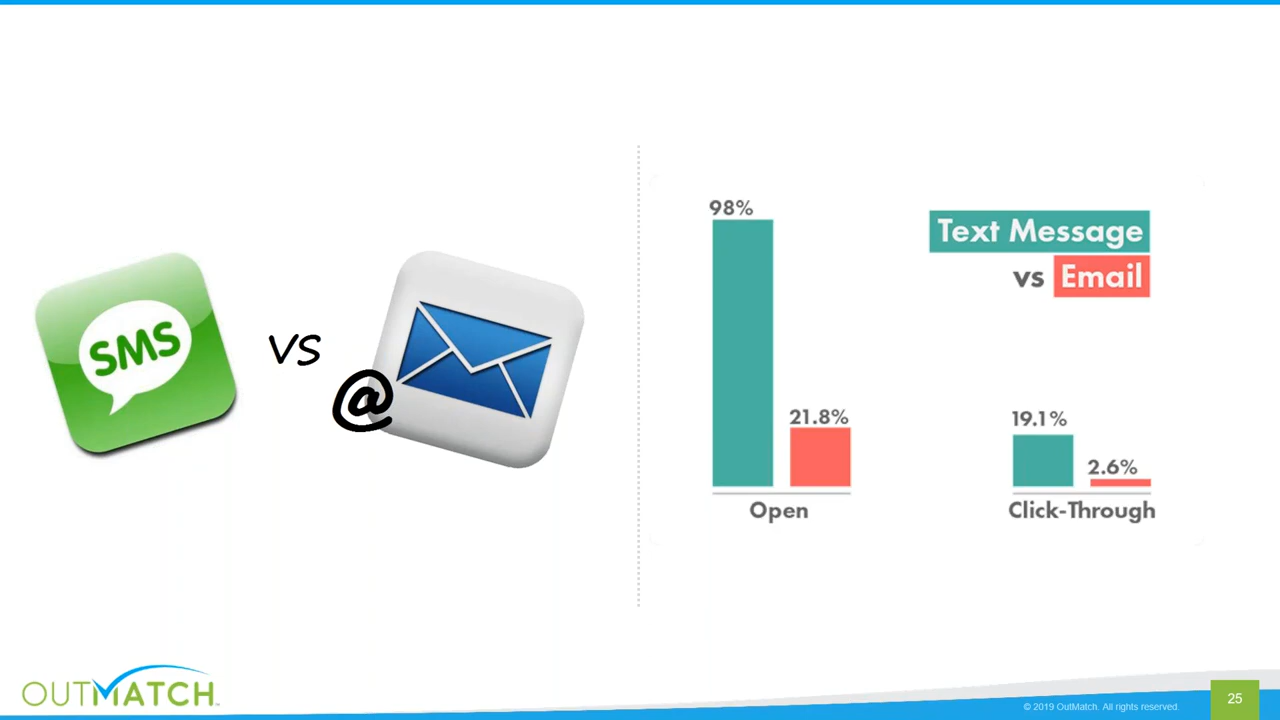 SMS
vs
@
98%
21.8%
Open
Text Message
vs Email
19.1%
2.6%
Click-Through
OUTMATCH™
© 2019 OutMatch. All rights reserved.
25